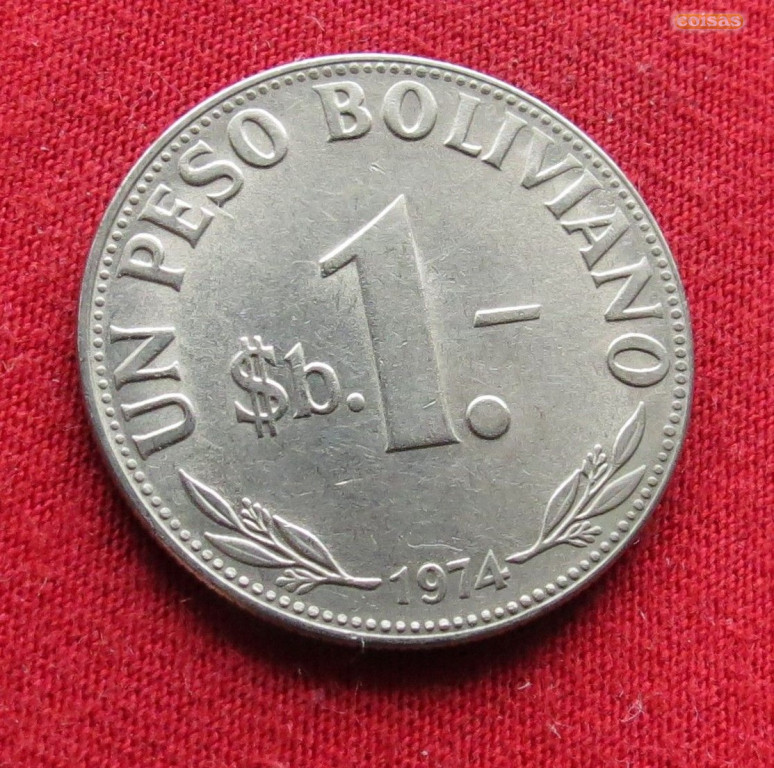 coisas
UN PESO BOLIVIANO
$b. 1.-
1974